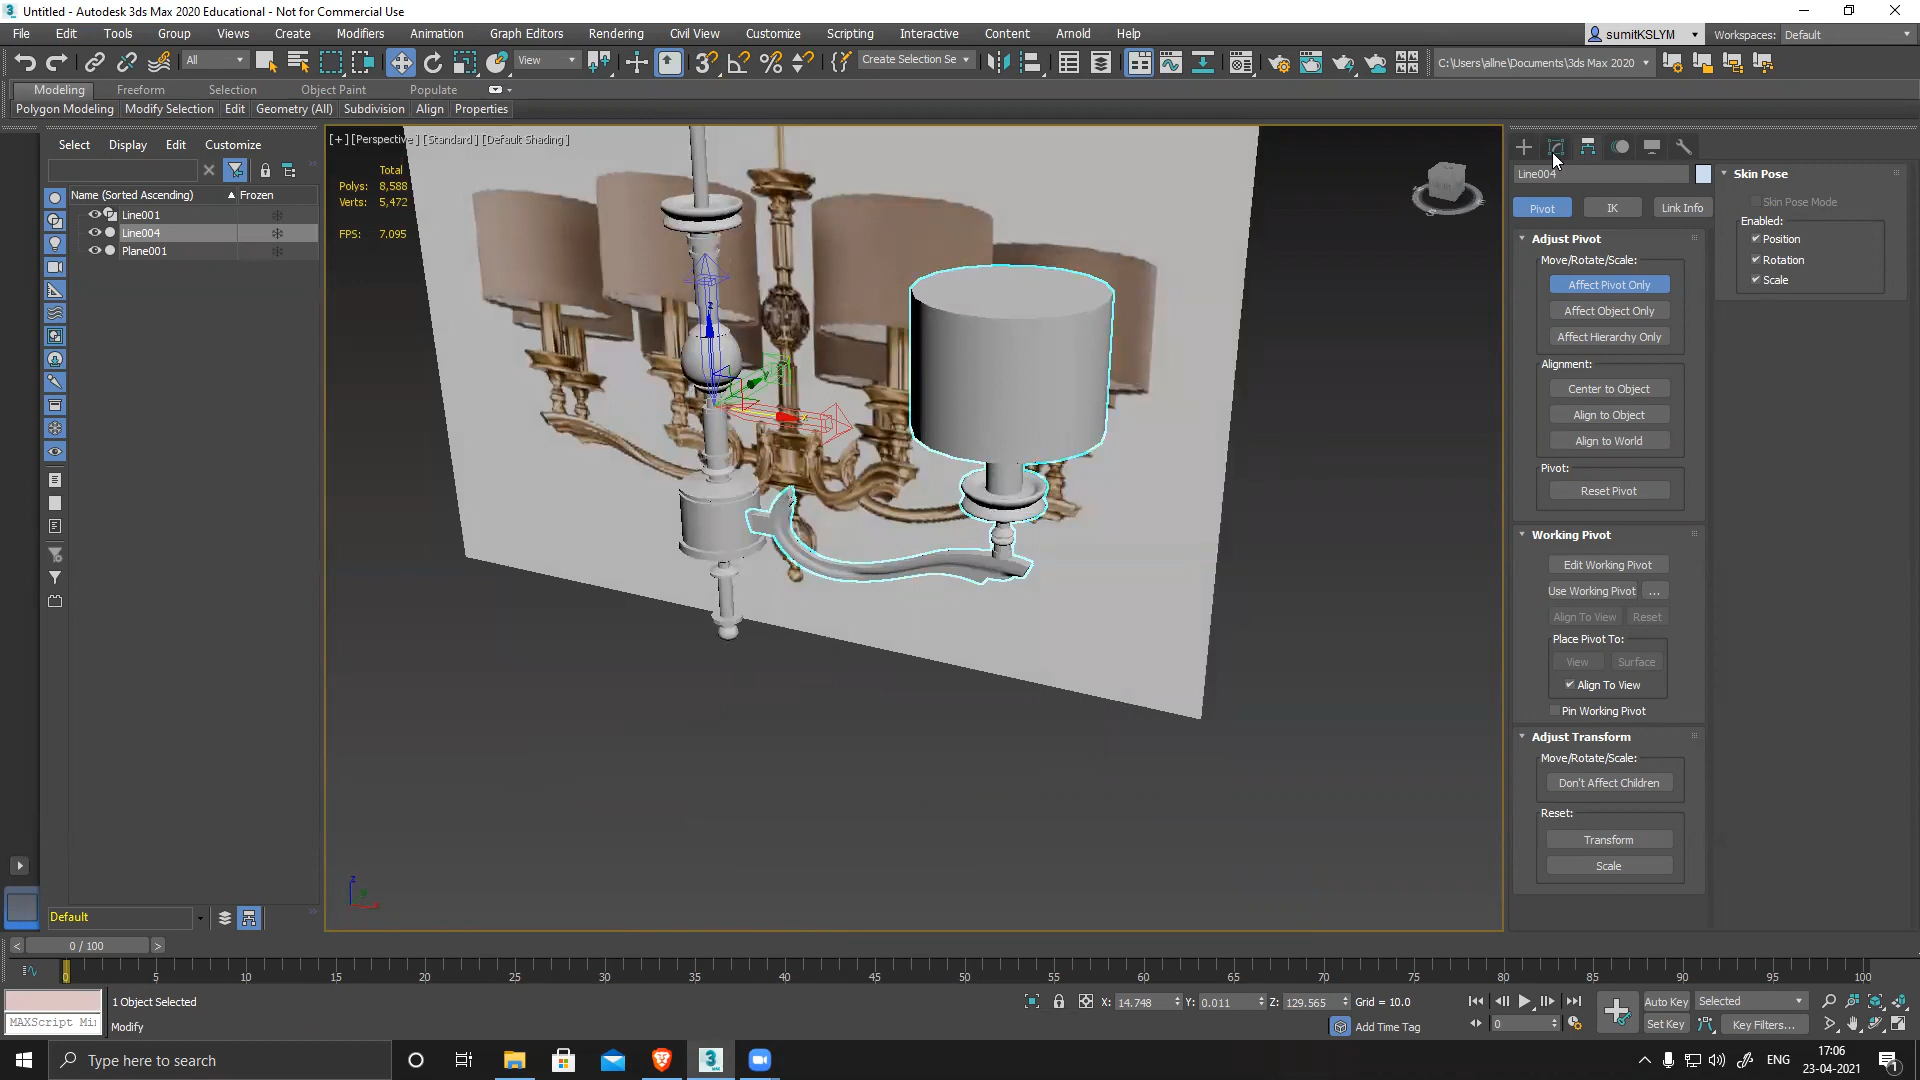 Untitled - Autodesk 3ds Max 2020 Educational - Not for Commercial Use
File Edit Tools Group Views Create Modifiers Animation Graph Editors Rendering Civil View Customize Scripting Interactive Content Arnold Help
sumitKSLYM Workspaces: Default
All View Create Selection Se C:\Users\allne\Documents\3ds Max 2020
Modeling Freeform Selection Object Paint Populate
Polygon Modeling Modify Selection Edit Geometry (All) Subdivision Align Properties
Select Display Edit Customize
Name (Sorted Ascending) Frozen
Line001
Line004
Plane001
[+] [Perspective] [Standard] [Default Shading]
Total
Polys: 8,588
Verts: 5,472
FPS: 7.095
Line004
Pivot IK Link Info
Adjust Pivot
Move/Rotate/Scale:
Affect Pivot Only
Affect Object Only
Affect Hierarchy Only
Alignment:
Center to Object
Align to Object
Align to World
Pivot:
Reset Pivot
Working Pivot
Edit Working Pivot
Use Working Pivot ...
Align To View Reset
Place Pivot To:
View Surface
Align To View
Pin Working Pivot
Adjust Transform
Move/Rotate/Scale:
Don't Affect Children
Reset:
Transform
Scale
Skin Pose
Skin Pose Mode
Enabled:
Position
Rotation
Scale
Default
0 / 100
0 5 10 15 20 25 30 35 40 45 50 55 60 65 70 75 80 85 90 95 100
1 Object Selected X: 14.748 Y: 0.011 Z: 129.565 Grid = 10.0 Auto Key Selected
MAXScript Mi Modify Add Time Tag 0 Set Key Key Filters...
Type here to search
ENG 17:06
23-04-2021